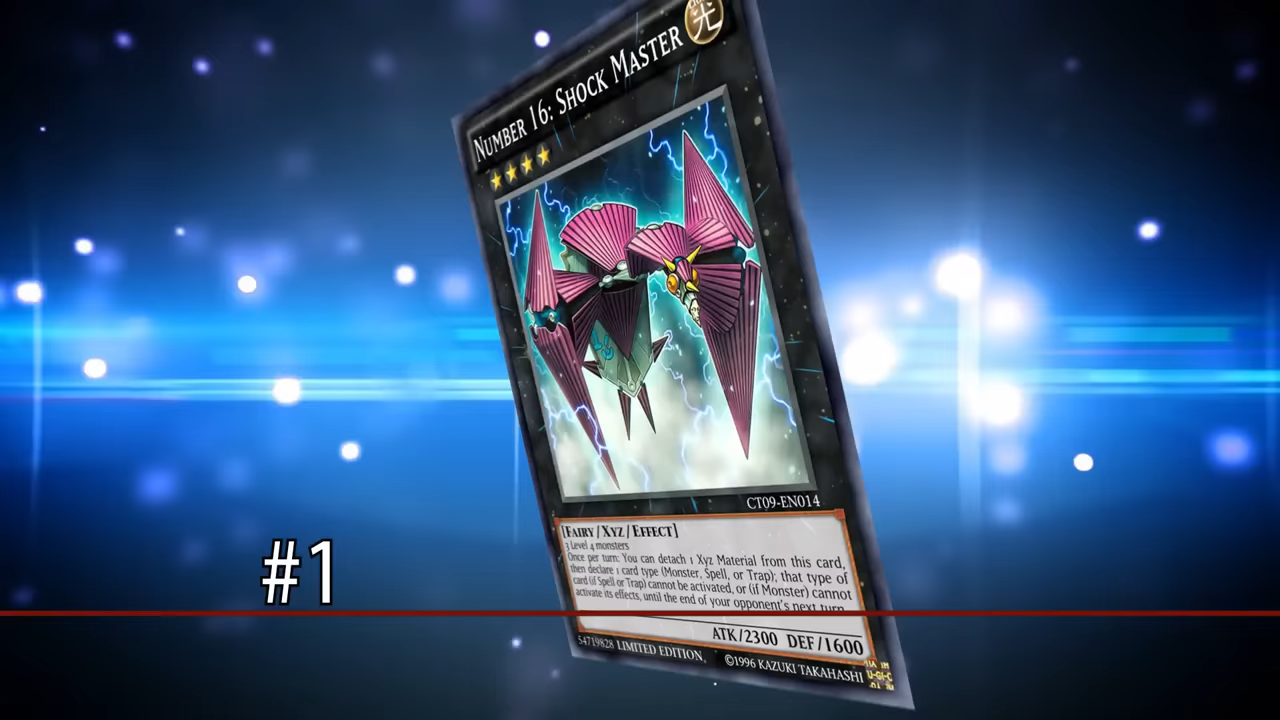 NUMBER 16: SHOCK MASTER
光
CT09-EN014
[FAIRY/XYZ/EFFECT]
3 Level 4 monsters
Once per turn: You can detach 1 Xyz Material from this card,
then declare 1 card type (Monster, Spell, or Trap); that type of
card (if Spell or Trap) cannot be activated, or (if Monster) cannot
activate its effects, until the end of your opponent's next turn
#1
ATK/2300 DEF/1600
54719828 LIMITED EDITION
©1996 KAZUKI TAKAHASHI